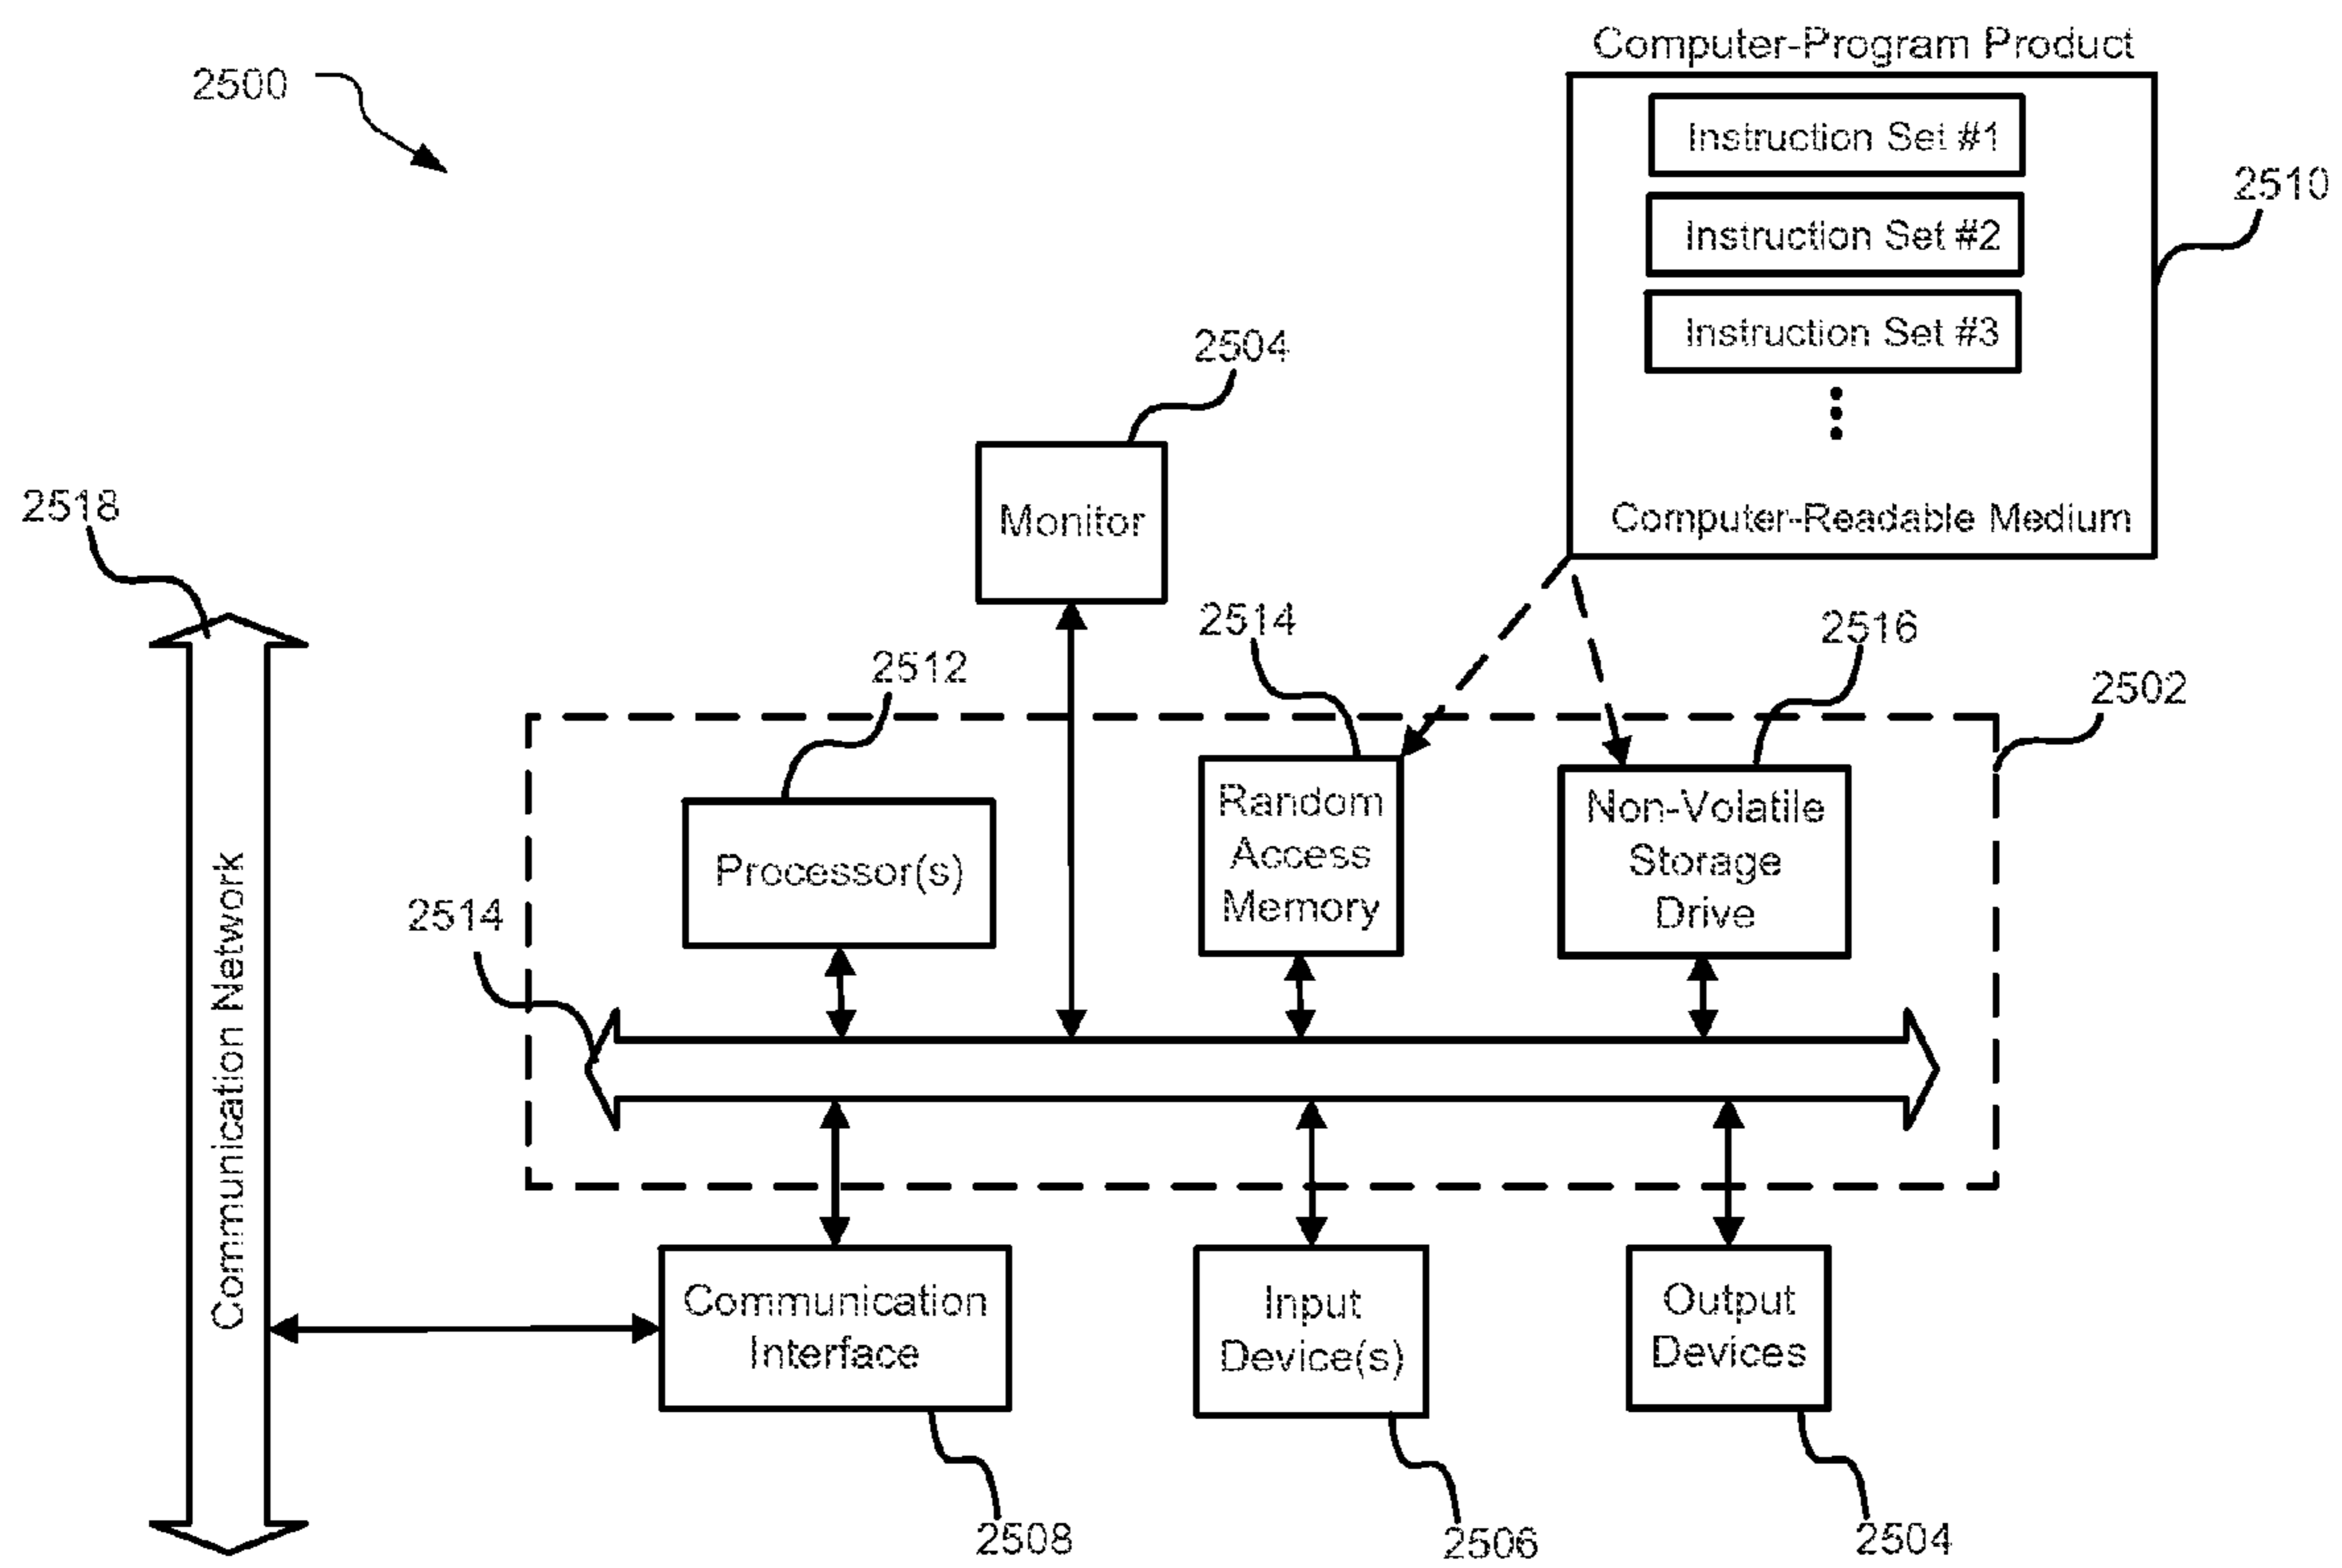 2500
Computer-Program Product
Instruction Set #1
Instruction Set #2
Instruction Set #3
Computer-Readable Medium
2510
2504
Monitor
2518
Communication Network
2512
Processor(s)
2514
Random
Access
Memory
2516
Non-Volatile
Storage
Drive
2502
2514
Communication
Interface
2508
Input
Device(s)
2506
Output
Devices
2504